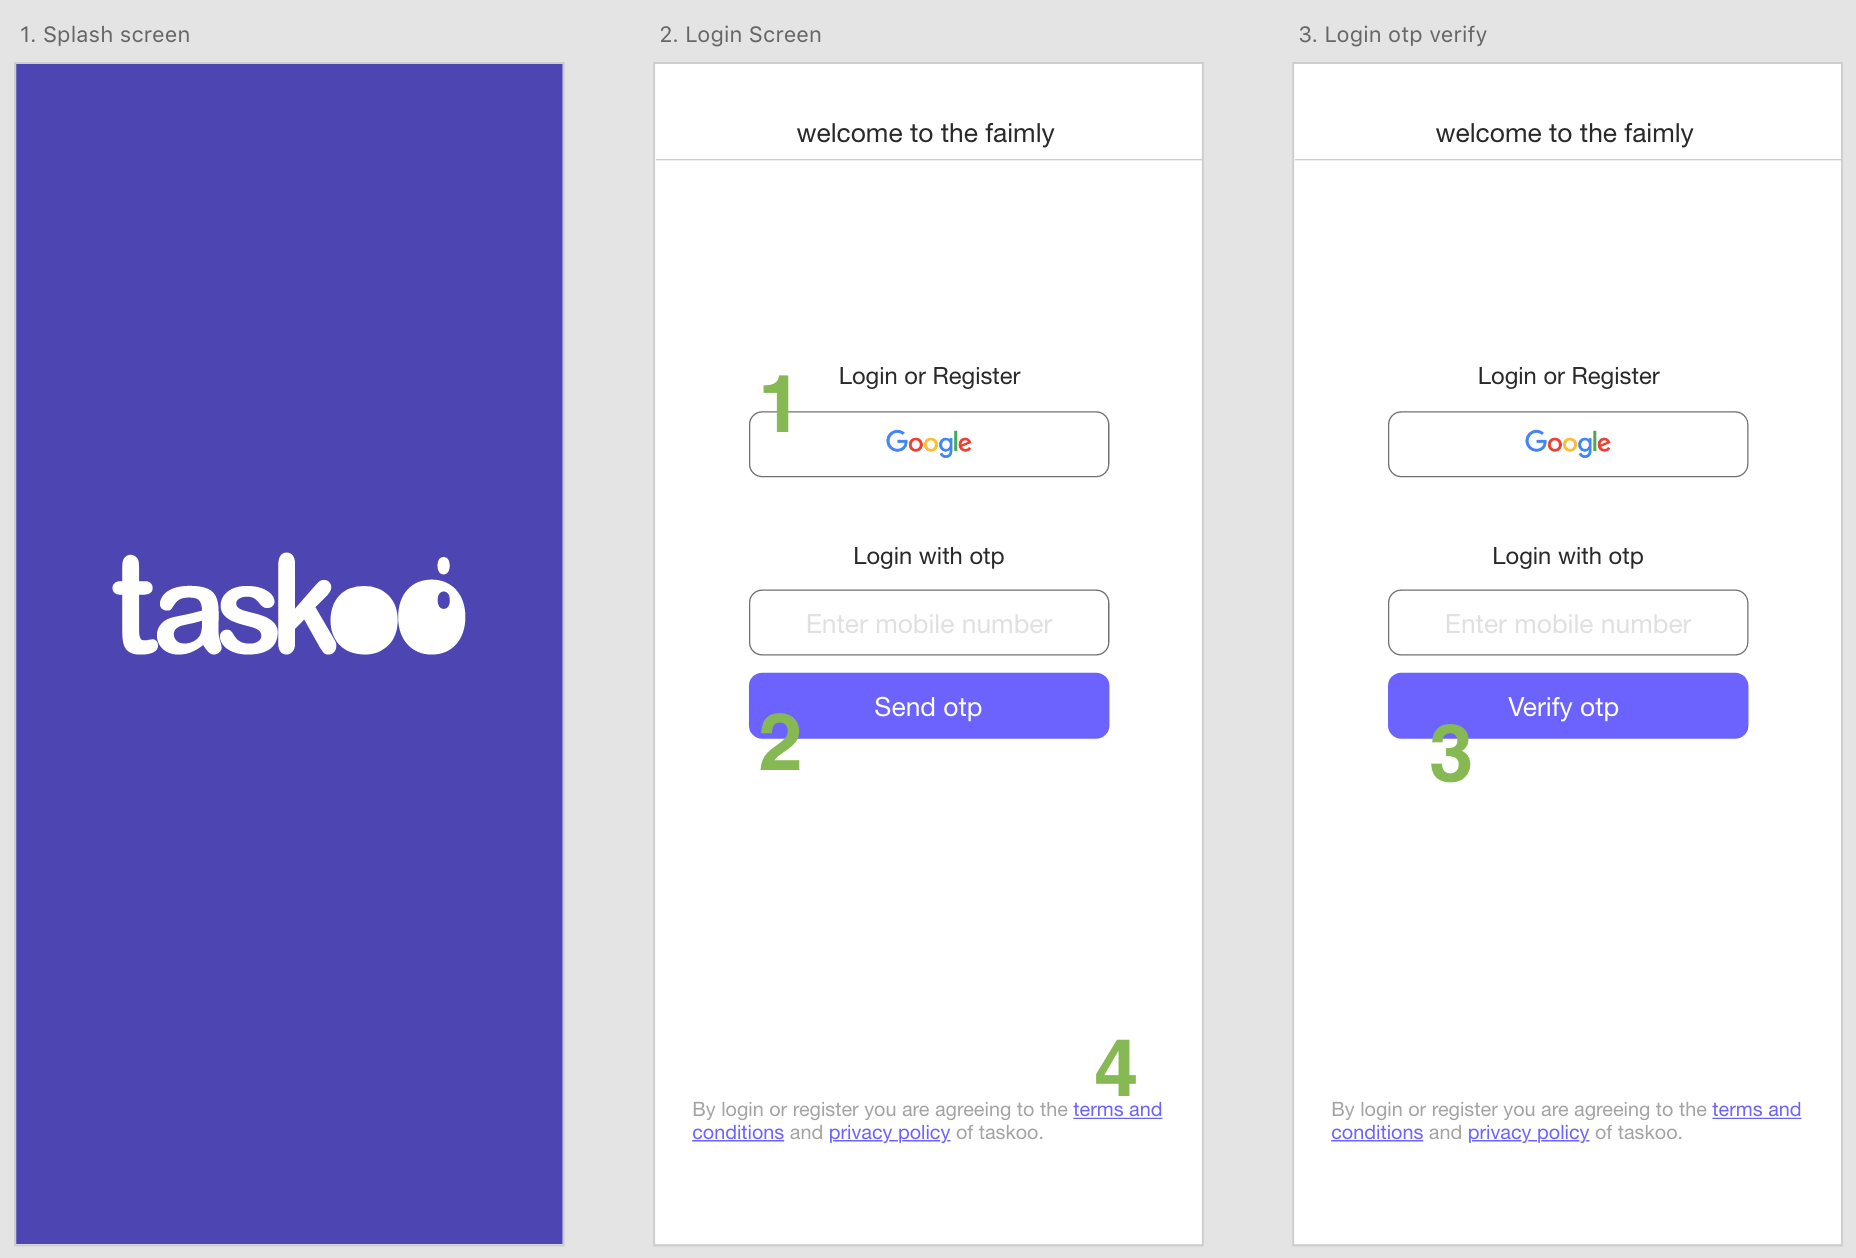 1. Splash screen
taskoo
2. Login Screen
welcome to the faimly
Login or Register
1
Google
Login with otp
Enter mobile number
Send otp
2
4
By login or register you are agreeing to the terms and
conditions and privacy policy of taskoo.
3. Login otp verify
welcome to the faimly
Login or Register
Google
Login with otp
Enter mobile number
Verify otp
3
By login or register you are agreeing to the terms and
conditions and privacy policy of taskoo.